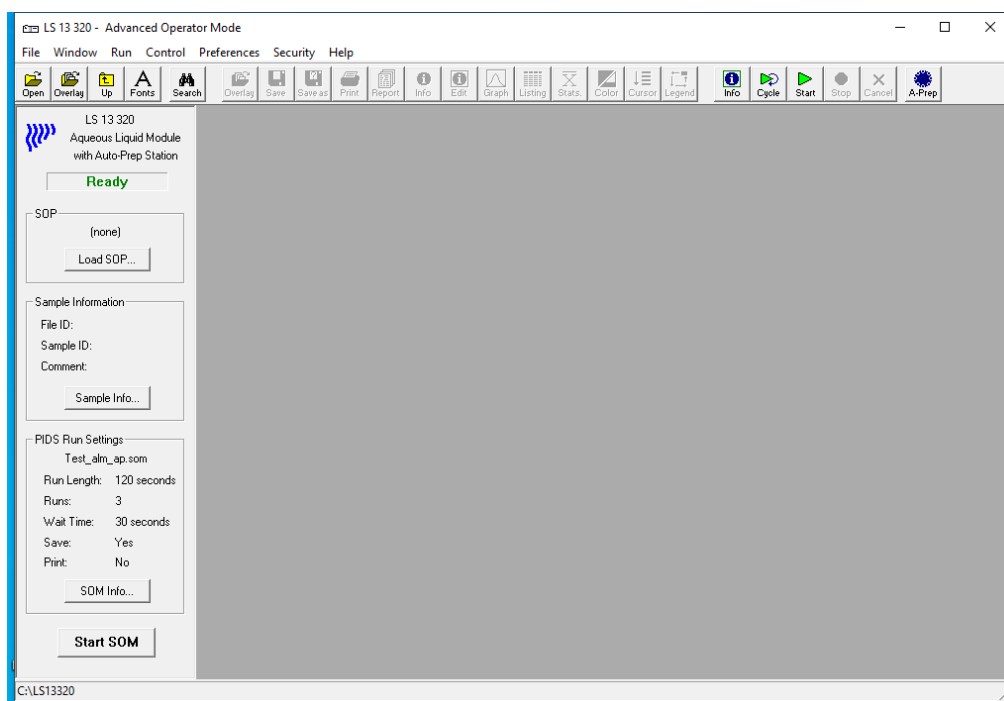 LS 13 320 - Advanced Operator Mode
File Window Run Control Preferences Security Help
Open Overlay Up Fonts Search Overlay Save Save as Print Report Info Edit Graph Listing Stats. Color Cursor Legend Info Cycle Start Stop Cancel A-Prep
LS 13 320
Aqueous Liquid Module
with Auto-Prep Station
Ready
SOP
(none)
Load SOP...
Sample Information
File ID:
Sample ID:
Comment:
Sample Info...
PIDS Run Settings
Test_alm_ap.som
Run Length: 120 seconds
Runs: 3
Wait Time: 30 seconds
Save: Yes
Print: No
SOM Info...
Start SOM
C:\LS13320